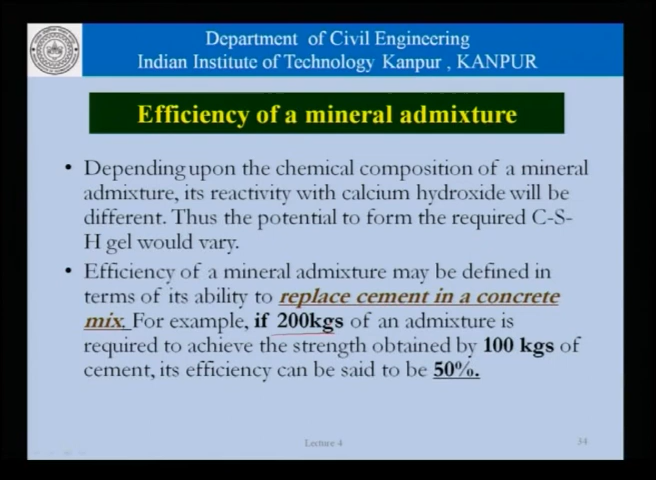 Department of Civil Engineering
Indian Institute of Technology Kanpur , KANPUR
Efficiency of a mineral admixture
• Depending upon the chemical composition of a mineral
admixture, its reactivity with calcium hydroxide will be
different. Thus the potential to form the required C-S-
H gel would vary.
• Efficiency of a mineral admixture may be defined in
terms of its ability to replace cement in a concrete
mix. For example, if 200kgs of an admixture is
required to achieve the strength obtained by 100 kgs of
cement, its efficiency can be said to be 50%.
Lecture 4
34